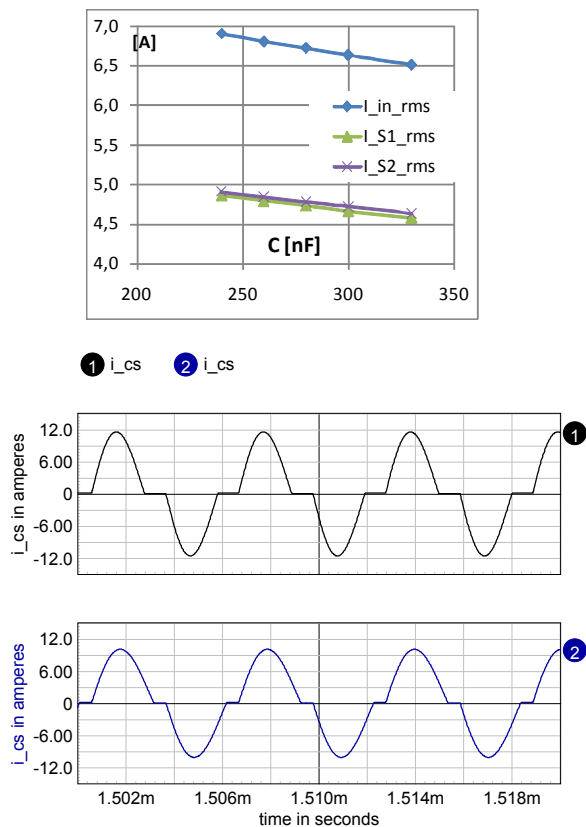 7,0
[A]
6,5
6,0
5,5
5,0
4,5
4,0
I_in_rms
I_S1_rms
I_S2_rms
C [nF]
200 250 300 350
1 i_cs 2 i_cs
12.0
6.00
0
-6.00
-12.0
i_cs in amperes
1
12.0
6.00
0
-6.00
-12.0
i_cs in amperes
2
1.502m 1.506m 1.510m 1.514m 1.518m
time in seconds